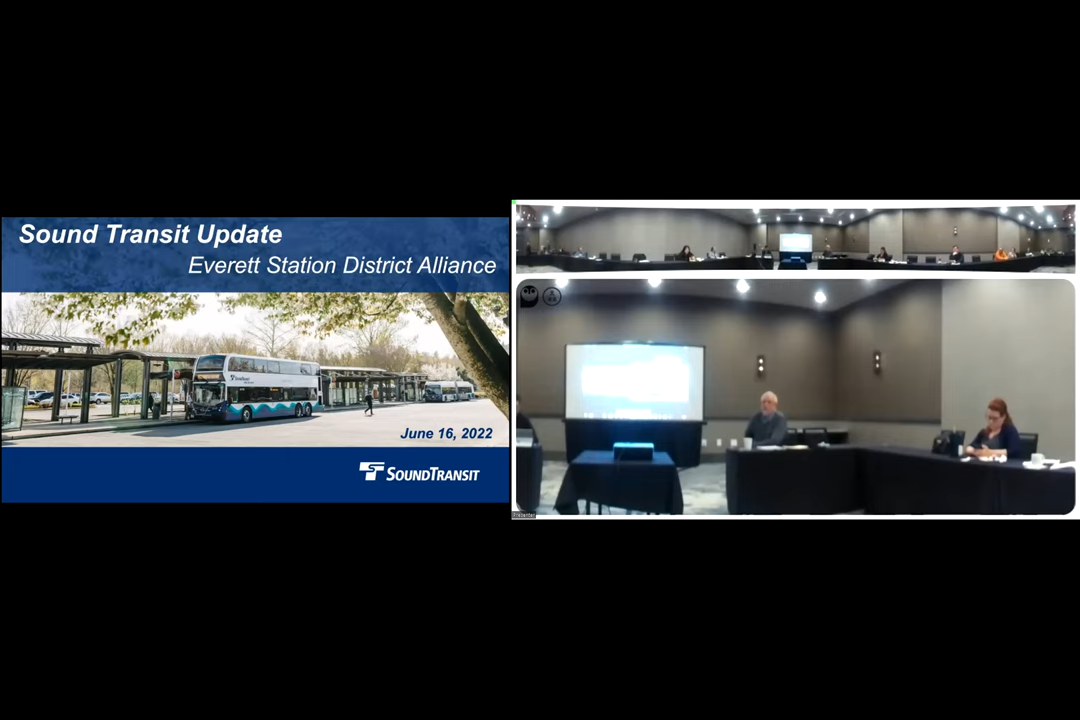 Sound Transit Update
Everett Station District Alliance
June 16, 2022
SOUNDTRANSIT